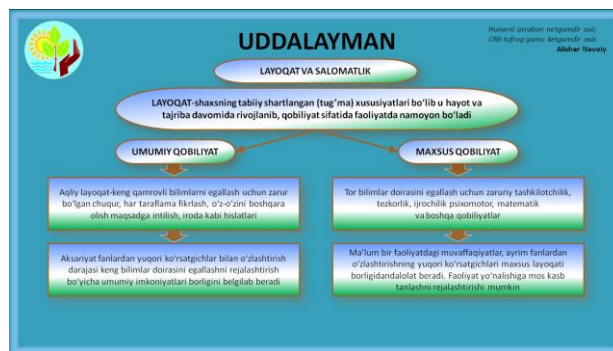 Hunarni asrabon netgumdir oxir,
Olib tufrog'gamu ketgumdir oxir,
Alisher Navoiy
UDDALAYMAN
LAYOQAT VA SALOMATLIK
LAYOQAT-shaxsning tabiiy shartlangan (tug'ma) xususiyatlari bo'lib u hayot va
tajriba davomida rivojlanib, qobiliyat sifatida faoliyatda namoyon bo'ladi
UMUMIY QOBILIYAT
MAXSUS QOBILIYAT
Aqliy layoqat-keng qamrovli bilimlarni egallash uchun zarur
bo'lgan chuqur, har taraflama fikrlash, o'z-o'zini boshqara
olish maqsadga intilish, iroda kabi hislatlari
Tor bilimlar doirasini egallash uchun zaruriy tashkilotchilik,
tezkorlik, ijrochilik psixomotor, matematik
va boshqa qobiliyatlar
Aksariyat fanlardan yuqori ko'rsatgichlar bilan o'zlashtirish
darajasi keng bilimlar doirasini egallashni rejalashtirish
bo'yicha umumiy imkoniyatlari borligini belgilab beradi
Ma'lum bir faoliyatdagi muvaffaqiyatlar, ayrim fanlardan
o'zlashtirishning yuqori ko'rsatgichlari maxsus layoqati
borligidandalolat beradi. Faoliyat yo'nalishiga mos kasb
tanlashni rejalashtirishi mumkin